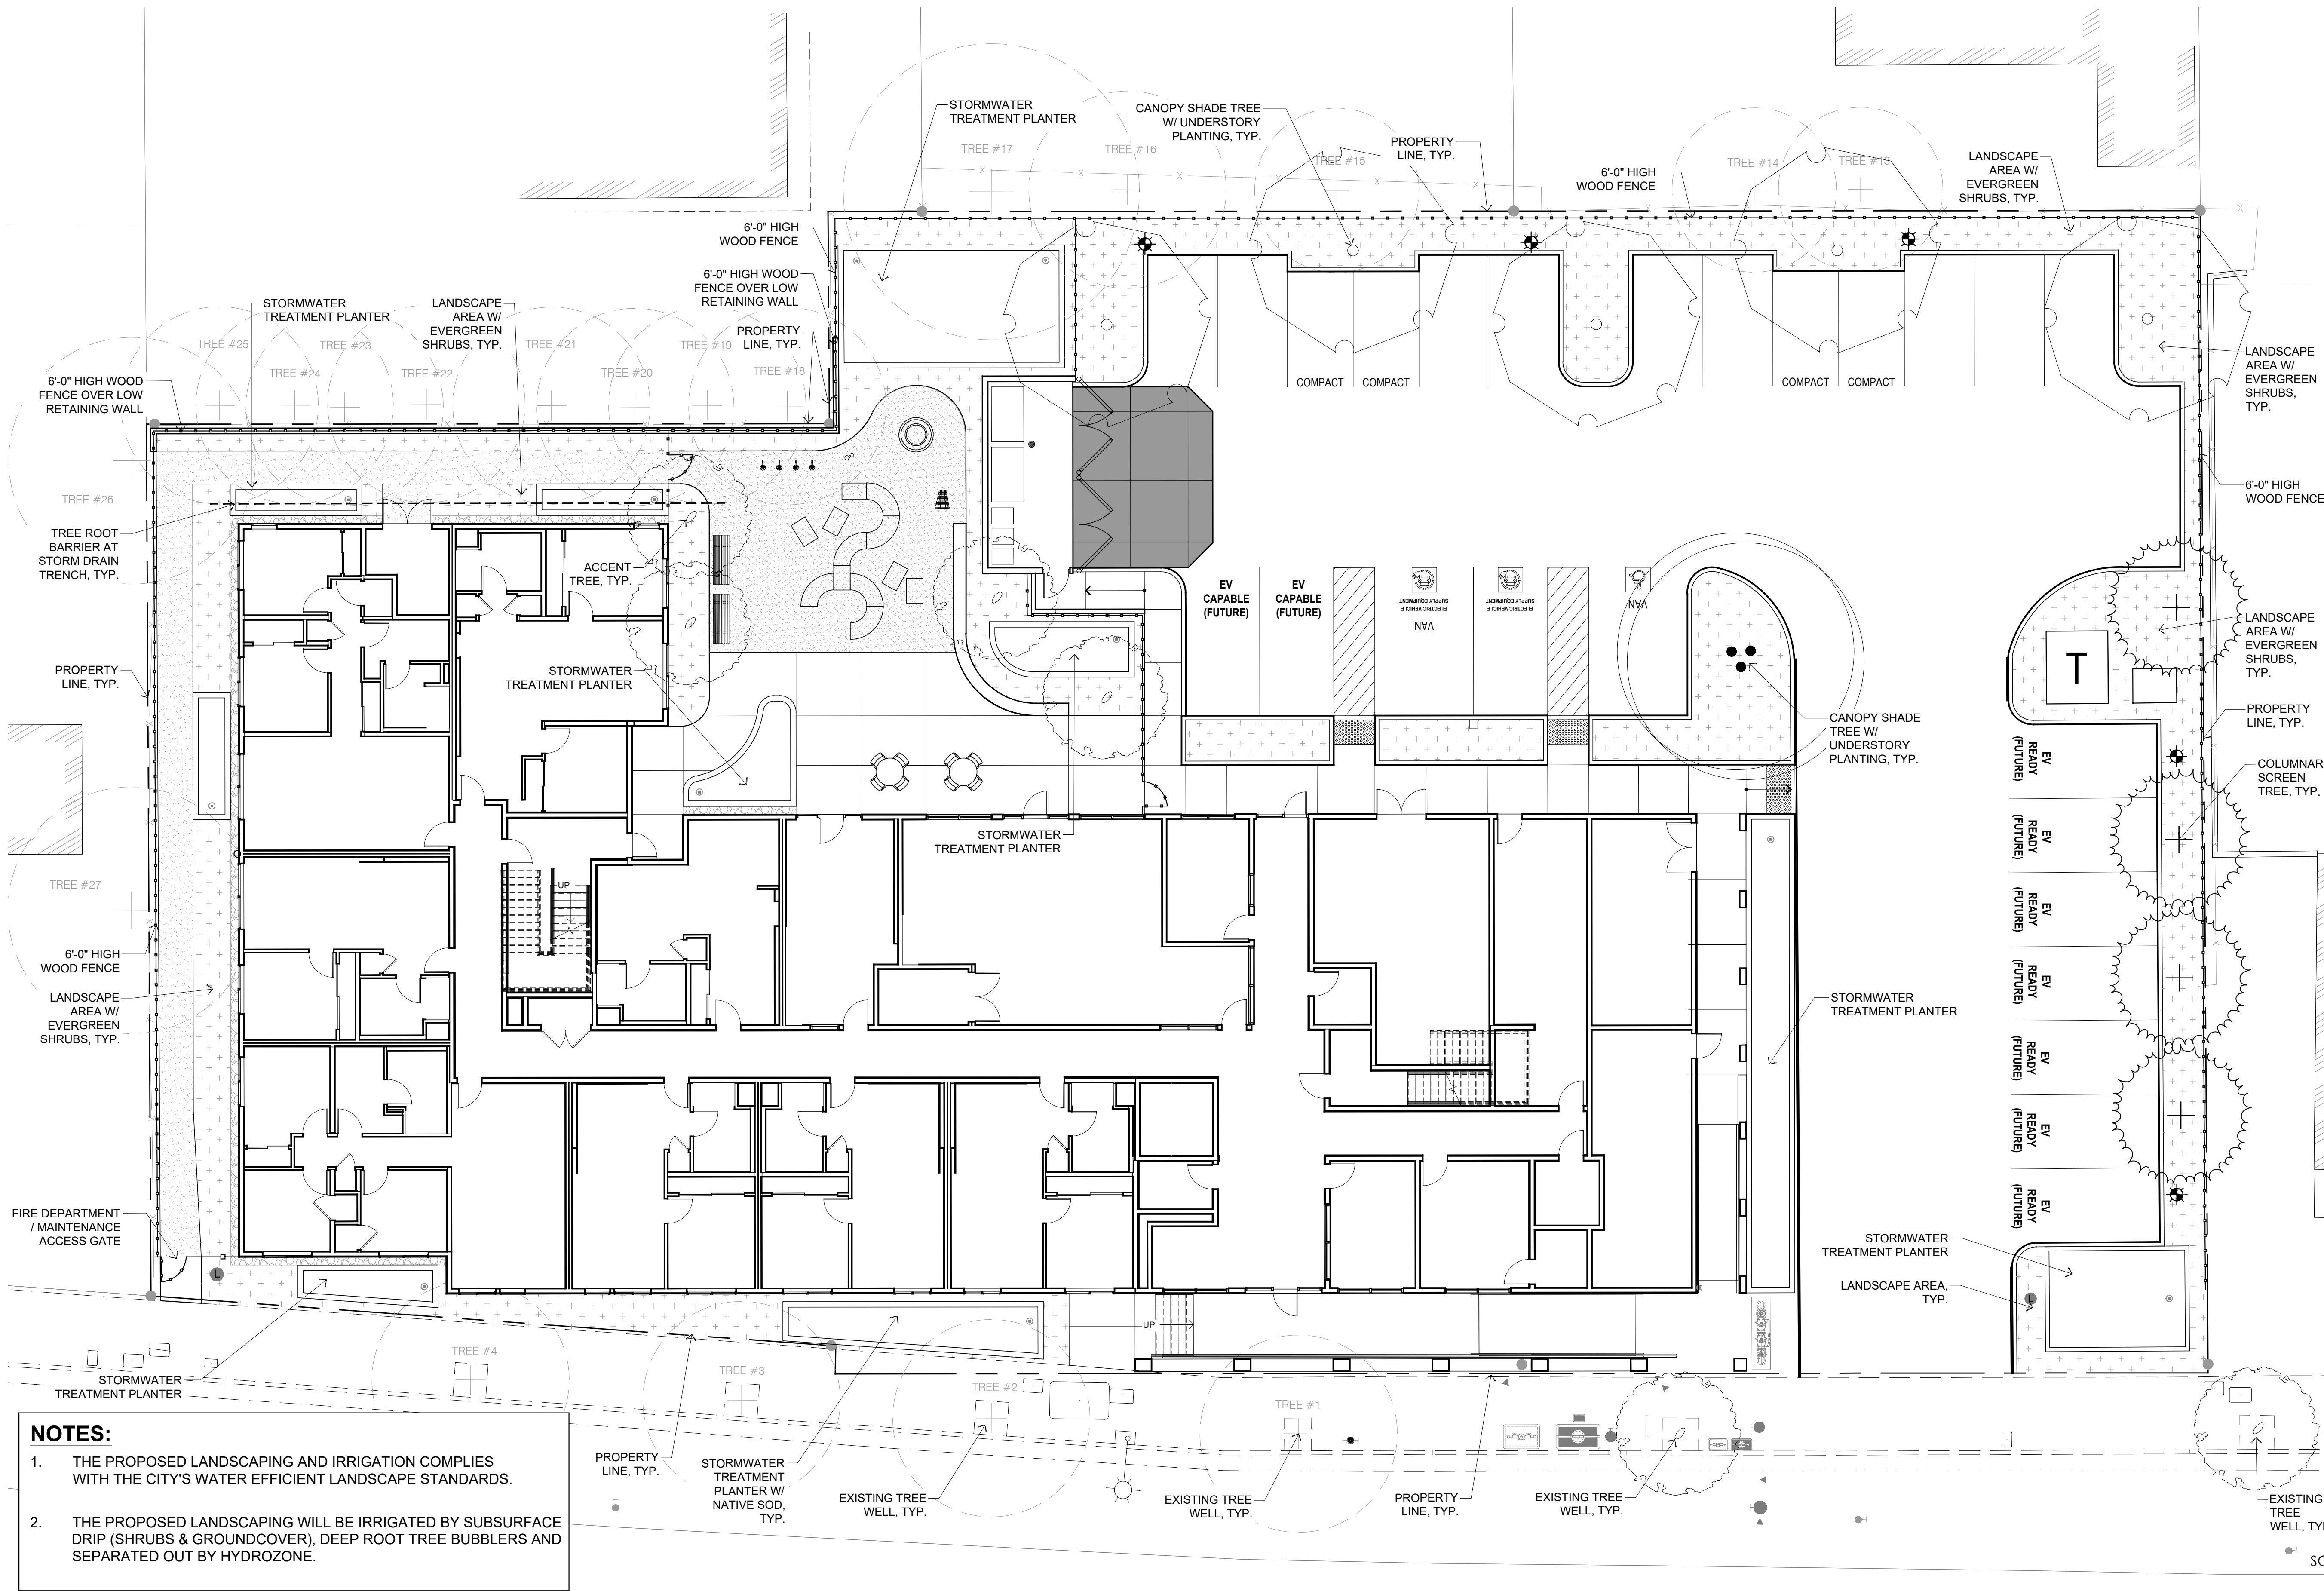 STORMWATER
TREATMENT PLANTER
CANOPY SHADE TREE
W/ UNDERSTORY
PLANTING, TYP.
PROPERTY
LINE, TYP.
TREE #17
TREE #16
TREE #15
TREE #14
TREE #13
6'-0" HIGH
WOOD FENCE
LANDSCAPE
AREA W/
EVERGREEN
SHRUBS, TYP.
6'-0" HIGH
WOOD FENCE
6'-0" HIGH WOOD
FENCE OVER LOW
RETAINING WALL
PROPERTY
LINE, TYP.
STORMWATER
TREATMENT PLANTER
LANDSCAPE
AREA W/
EVERGREEN
SHRUBS, TYP.
TREE #25
TREE #23
TREE #21
TREE #19
TREE #24
TREE #22
TREE #20
TREE #18
6'-0" HIGH WOOD
FENCE OVER LOW
RETAINING WALL
COMPACT
COMPACT
COMPACT
COMPACT
LANDSCAPE
AREA W/
EVERGREEN
SHRUBS,
TYP.
6'-0" HIGH
WOOD FENCE
TREE #26
TREE ROOT
BARRIER AT
STORM DRAIN
TRENCH, TYP.
ACCENT
TREE, TYP.
EV
CAPABLE
(FUTURE)
EV
CAPABLE
(FUTURE)
ELECTRIC VEHICLE
SUPPLY EQUIPMENT
VAN
ELECTRIC VEHICLE
SUPPLY EQUIPMENT
VAN
T
LANDSCAPE
AREA W/
EVERGREEN
SHRUBS,
TYP.
PROPERTY
LINE, TYP.
STORMWATER
TREATMENT PLANTER
PROPERTY
LINE, TYP.
CANOPY SHADE
TREE W/
UNDERSTORY
PLANTING, TYP.
COLUMNAR
SCREEN
TREE, TYP.
EV
READY
(FUTURE)
EV
READY
(FUTURE)
EV
READY
(FUTURE)
EV
READY
(FUTURE)
EV
READY
(FUTURE)
EV
READY
(FUTURE)
EV
READY
(FUTURE)
STORMWATER
TREATMENT PLANTER
UP
TREE #27
6'-0" HIGH
WOOD FENCE
LANDSCAPE
AREA W/
EVERGREEN
SHRUBS, TYP.
STORMWATER
TREATMENT PLANTER
FIRE DEPARTMENT
/ MAINTENANCE
ACCESS GATE
STORMWATER
TREATMENT PLANTER
LANDSCAPE AREA,
TYP.
L
L
UP
TREE #4
TREE #3
TREE #2
TREE #1
STORMWATER
TREATMENT PLANTER
PROPERTY
LINE, TYP.
STORMWATER
TREATMENT
PLANTER W/
NATIVE SOD,
TYP.
EXISTING TREE
WELL, TYP.
EXISTING TREE
WELL, TYP.
PROPERTY
LINE, TYP.
EXISTING TREE
WELL, TYP.
EXISTING
TREE
WELL, TY
SC
NOTES:
1. THE PROPOSED LANDSCAPING AND IRRIGATION COMPLIES
WITH THE CITY'S WATER EFFICIENT LANDSCAPE STANDARDS.
2. THE PROPOSED LANDSCAPING WILL BE IRRIGATED BY SUBSURFACE
DRIP (SHRUBS & GROUNDCOVER), DEEP ROOT TREE BUBBLERS AND
SEPARATED OUT BY HYDROZONE.